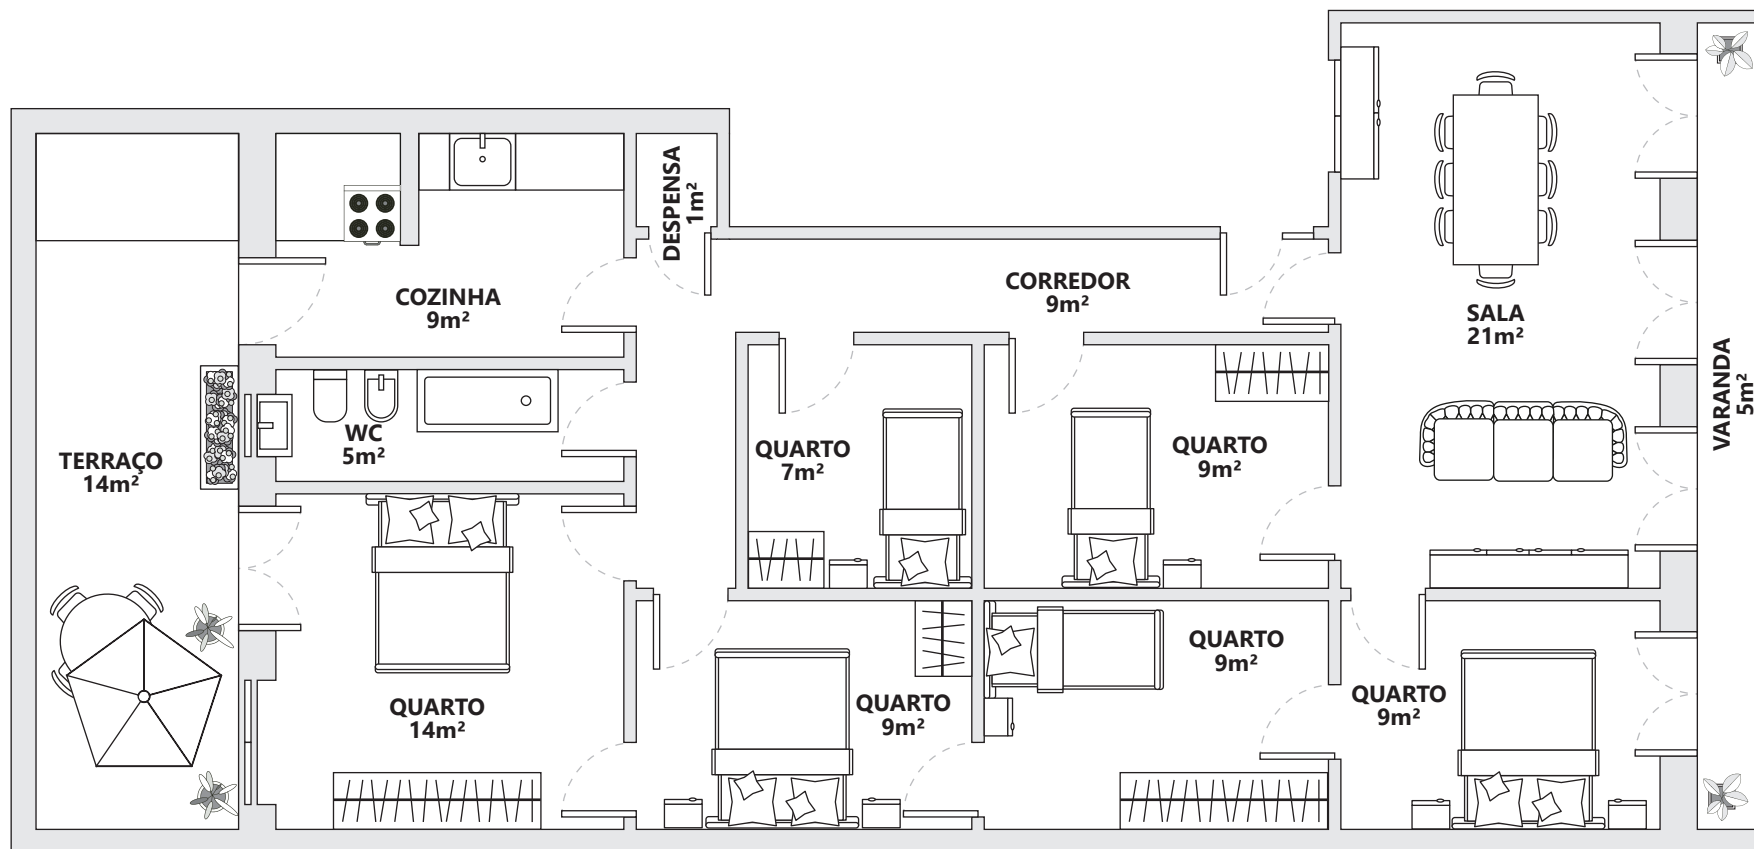 DESPENSA
1m²
COZINHA
9m²
CORREDOR
9m²
SALA
21m²
VARANDA
5m²
TERRAÇO
14m²
WC
5m²
QUARTO
7m²
QUARTO
9m²
QUARTO
14m²
QUARTO
9m²
QUARTO
9m²
QUARTO
9m²